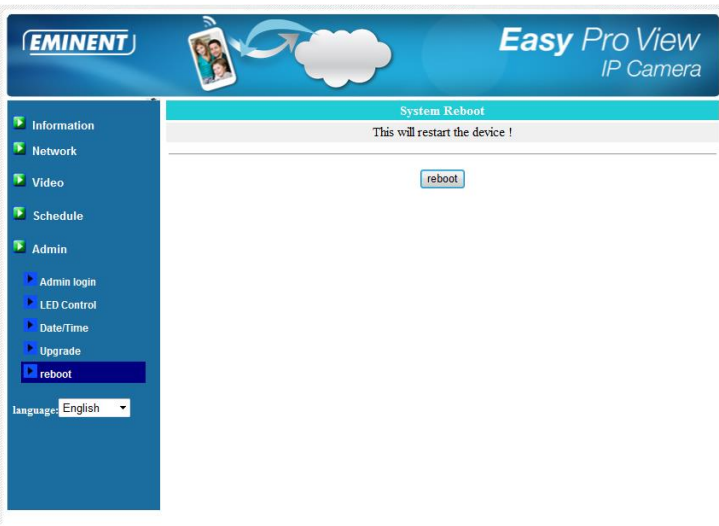 EMINENT
Easy Pro View
IP Camera
Information
Network
Video
Schedule
Admin
Admin login
LED Control
Date/Time
Upgrade
reboot
language: English
System Reboot
This will restart the device !
reboot